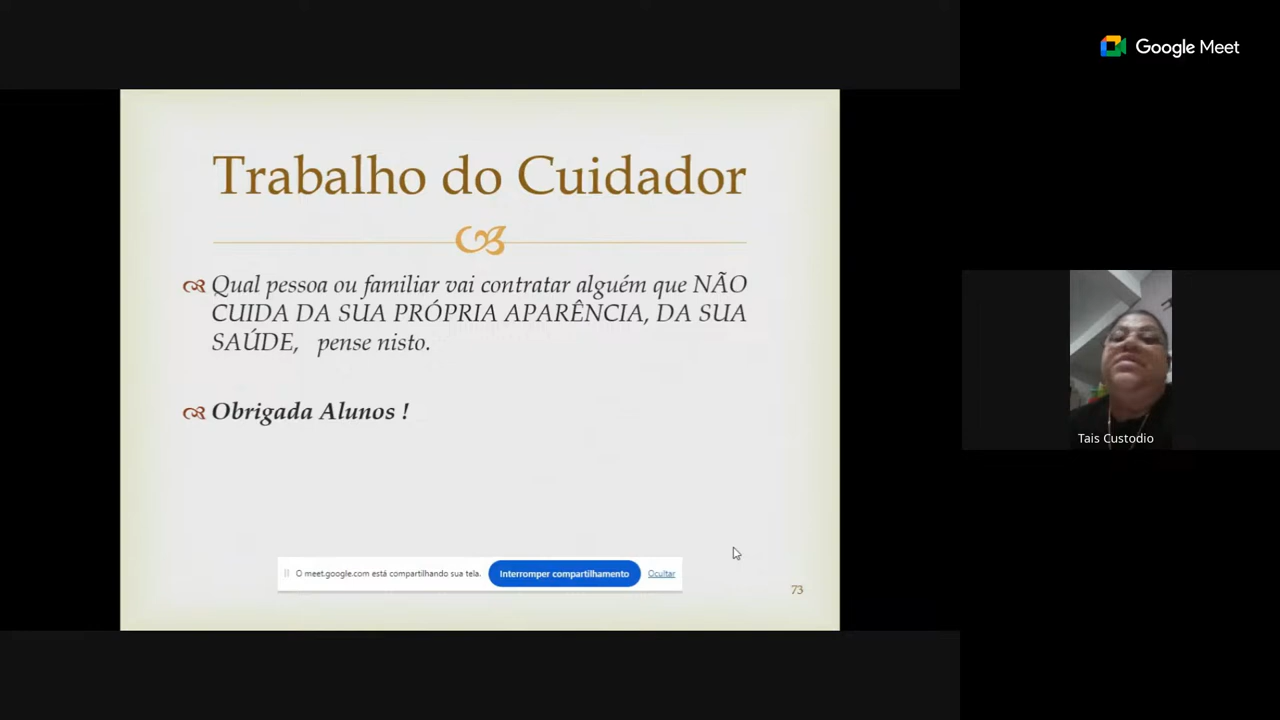 Google Meet
Trabalho do Cuidador
Qual pessoa ou familiar vai contratar alguém que NÃO
CUIDA DA SUA PRÓPRIA APARÊNCIA, DA SUA
SAÚDE, pense nisto.
Obrigada Alunos !
Tais Custodio
O meet.google.com está compartilhando sua tela.
Interromper compartilhamento
Ocultar
73